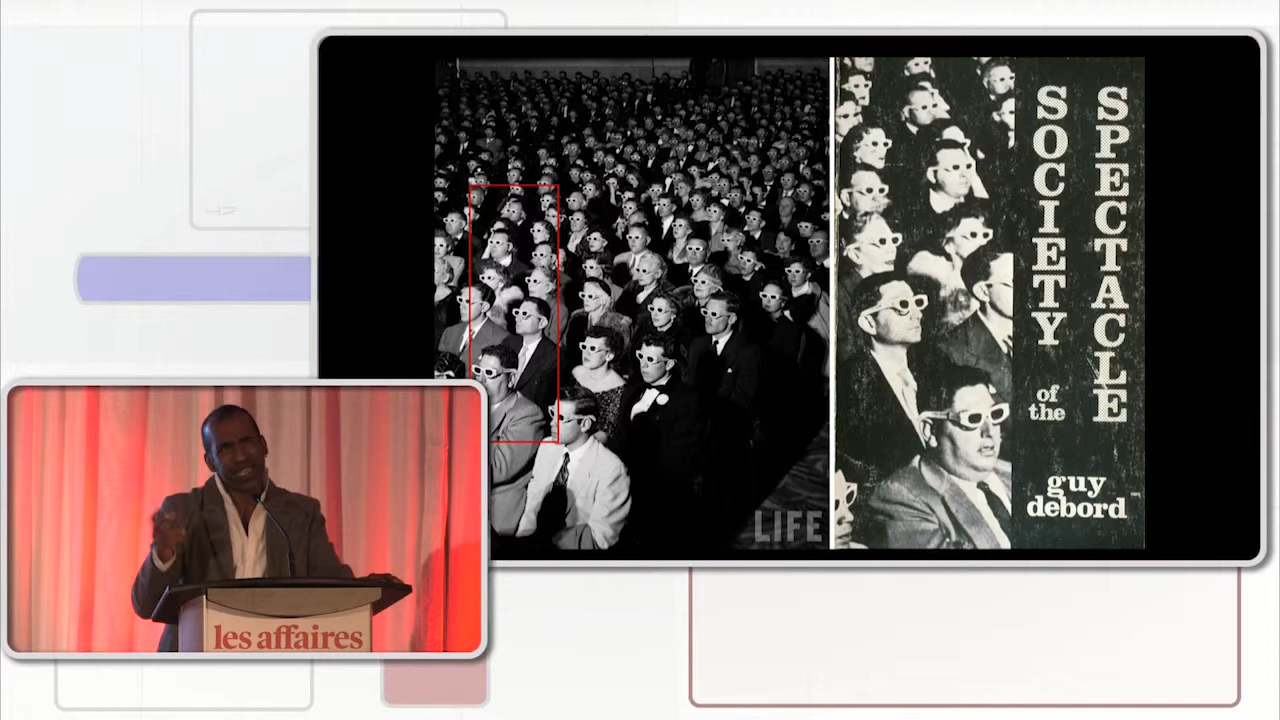 LIFE
SOCIETY
of
the
SPECTACLE
guy
debord
les affaires